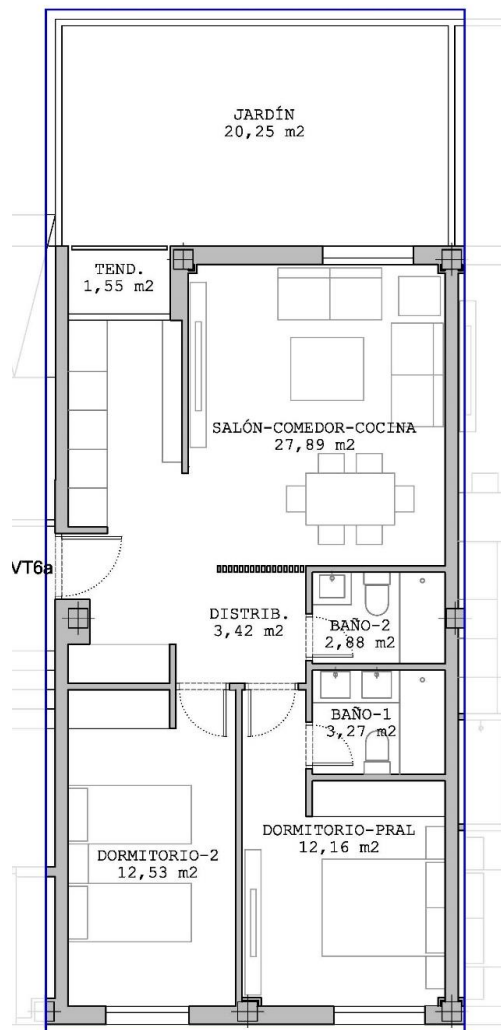 JARDÍN
20,25 m2
TEND.
1,55 m2
SALÓN-COMEDOR-COCINA
27,89 m2
VT6a
DISTRIB.
3,42 m2
BAÑO-2
2,88 m2
BAÑO-1
3,27 m2
DORMITORIO-2
12,53 m2
DORMITORIO-PRAL
12,16 m2